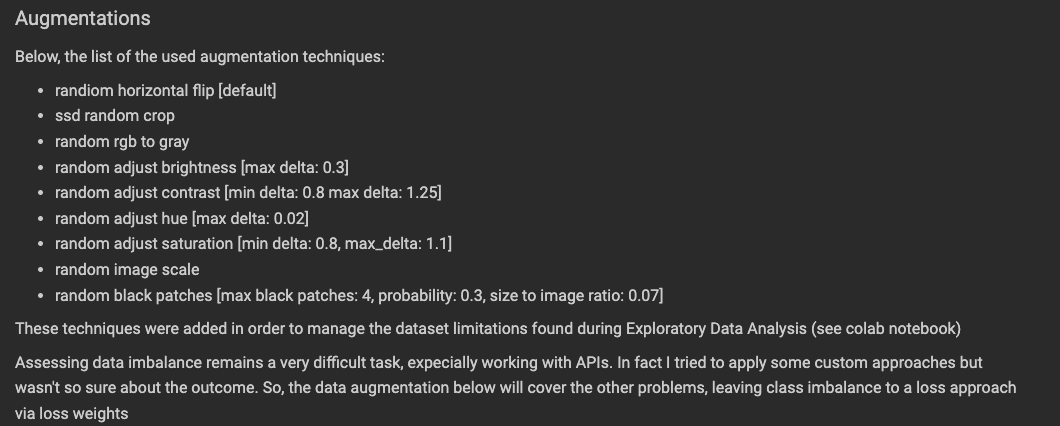 Augmentations
Below, the list of the used augmentation techniques:
• randiom horizontal flip [default]
• ssd random crop
• random rgb to gray
• random adjust brightness [max delta: 0.3]
• random adjust contrast [min delta: 0.8 max delta: 1.25]
• random adjust hue [max delta: 0.02]
• random adjust saturation [min delta: 0.8, max_delta: 1.1]
• random image scale
• random black patches [max black patches: 4, probability: 0.3, size to image ratio: 0.07]
These techniques were added in order to manage the dataset limitations found during Exploratory Data Analysis (see colab notebook)
Assessing data imbalance remains a very difficult task, expecially working with APIs. In fact I tried to apply some custom approaches but
wasn't so sure about the outcome. So, the data augmentation below will cover the other problems, leaving class imbalance to a loss approach
via loss weights